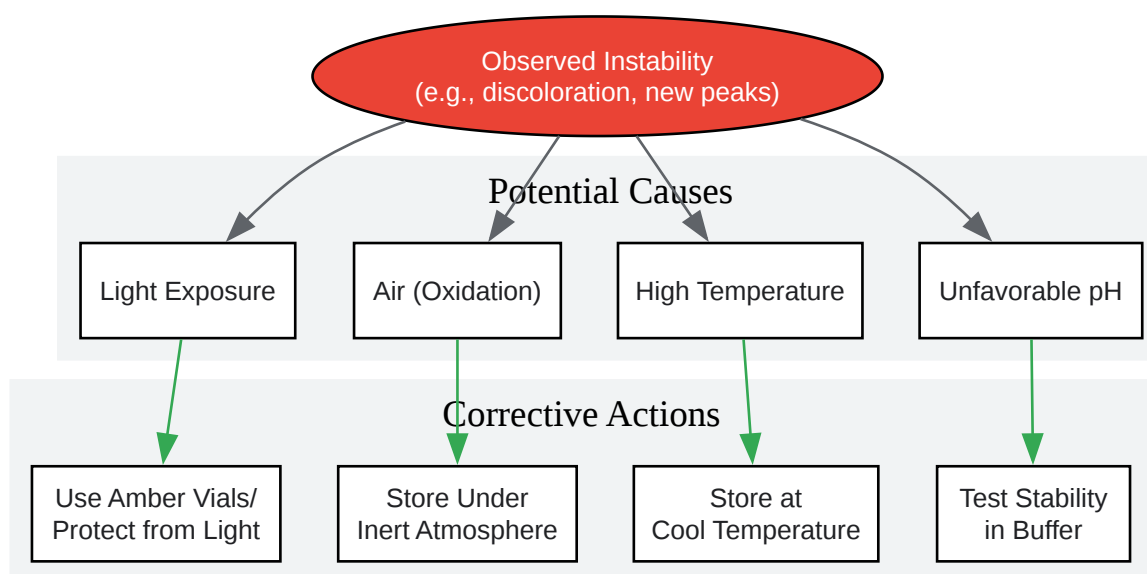 Observed Instability
(e.g., discoloration, new peaks)
Potential Causes
Light Exposure
Air (Oxidation)
High Temperature
Unfavorable pH
Corrective Actions
Use Amber Vials/
Protect from Light
Store Under
Inert Atmosphere
Store at
Cool Temperature
Test Stability
in Buffer